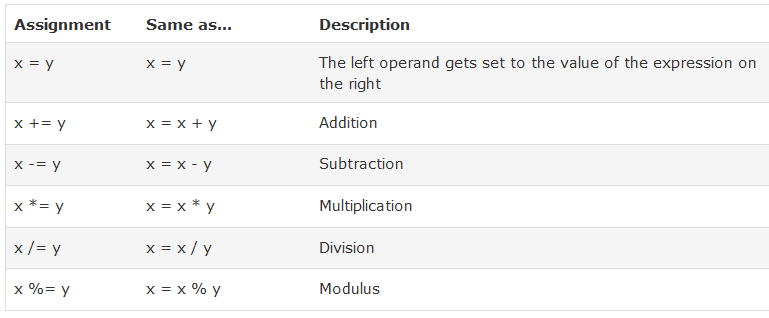 Assignment Same as... Description
x = y x = y The left operand gets set to the value of the expression on
the right
x += y x = x + y Addition
x -= y x = x - y Subtraction
x *= y x = x * y Multiplication
x /= y x = x / y Division
x %= y x = x % y Modulus